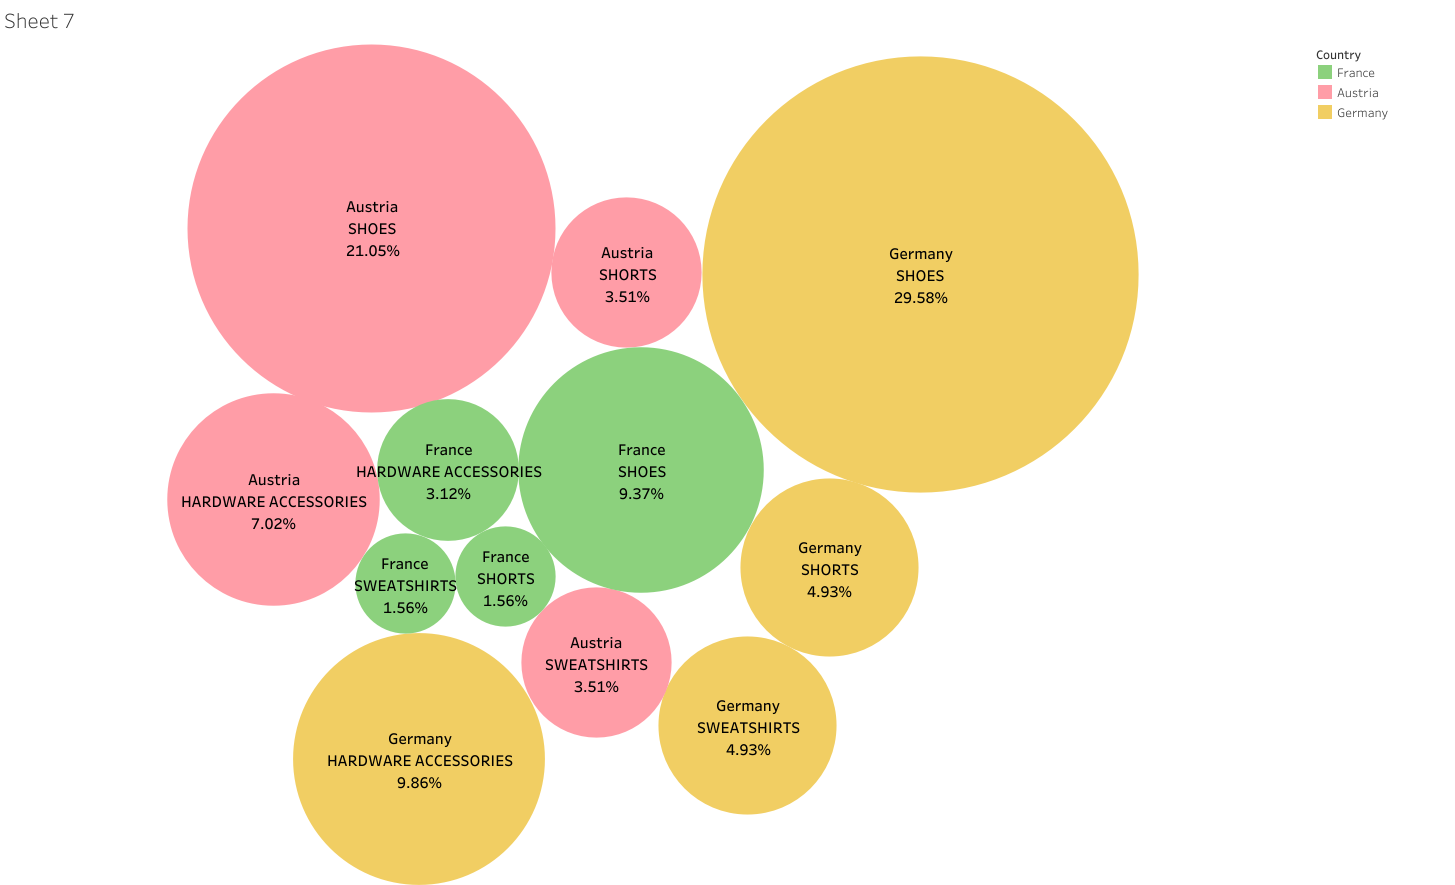 Sheet 7
Country
France
Austria
Germany
Austria
SHOES
21.05%
Austria
SHORTS
3.51%
Germany
SHOES
29.58%
France
HARDWARE ACCESSORIES
3.12%
France
SHOES
9.37%
Austria
HARDWARE ACCESSORIES
7.02%
France
SWEATSHIRTS
1.56%
France
SHORTS
1.56%
Germany
SHORTS
4.93%
Austria
SWEATSHIRTS
3.51%
Germany
SWEATSHIRTS
4.93%
Germany
HARDWARE ACCESSORIES
9.86%